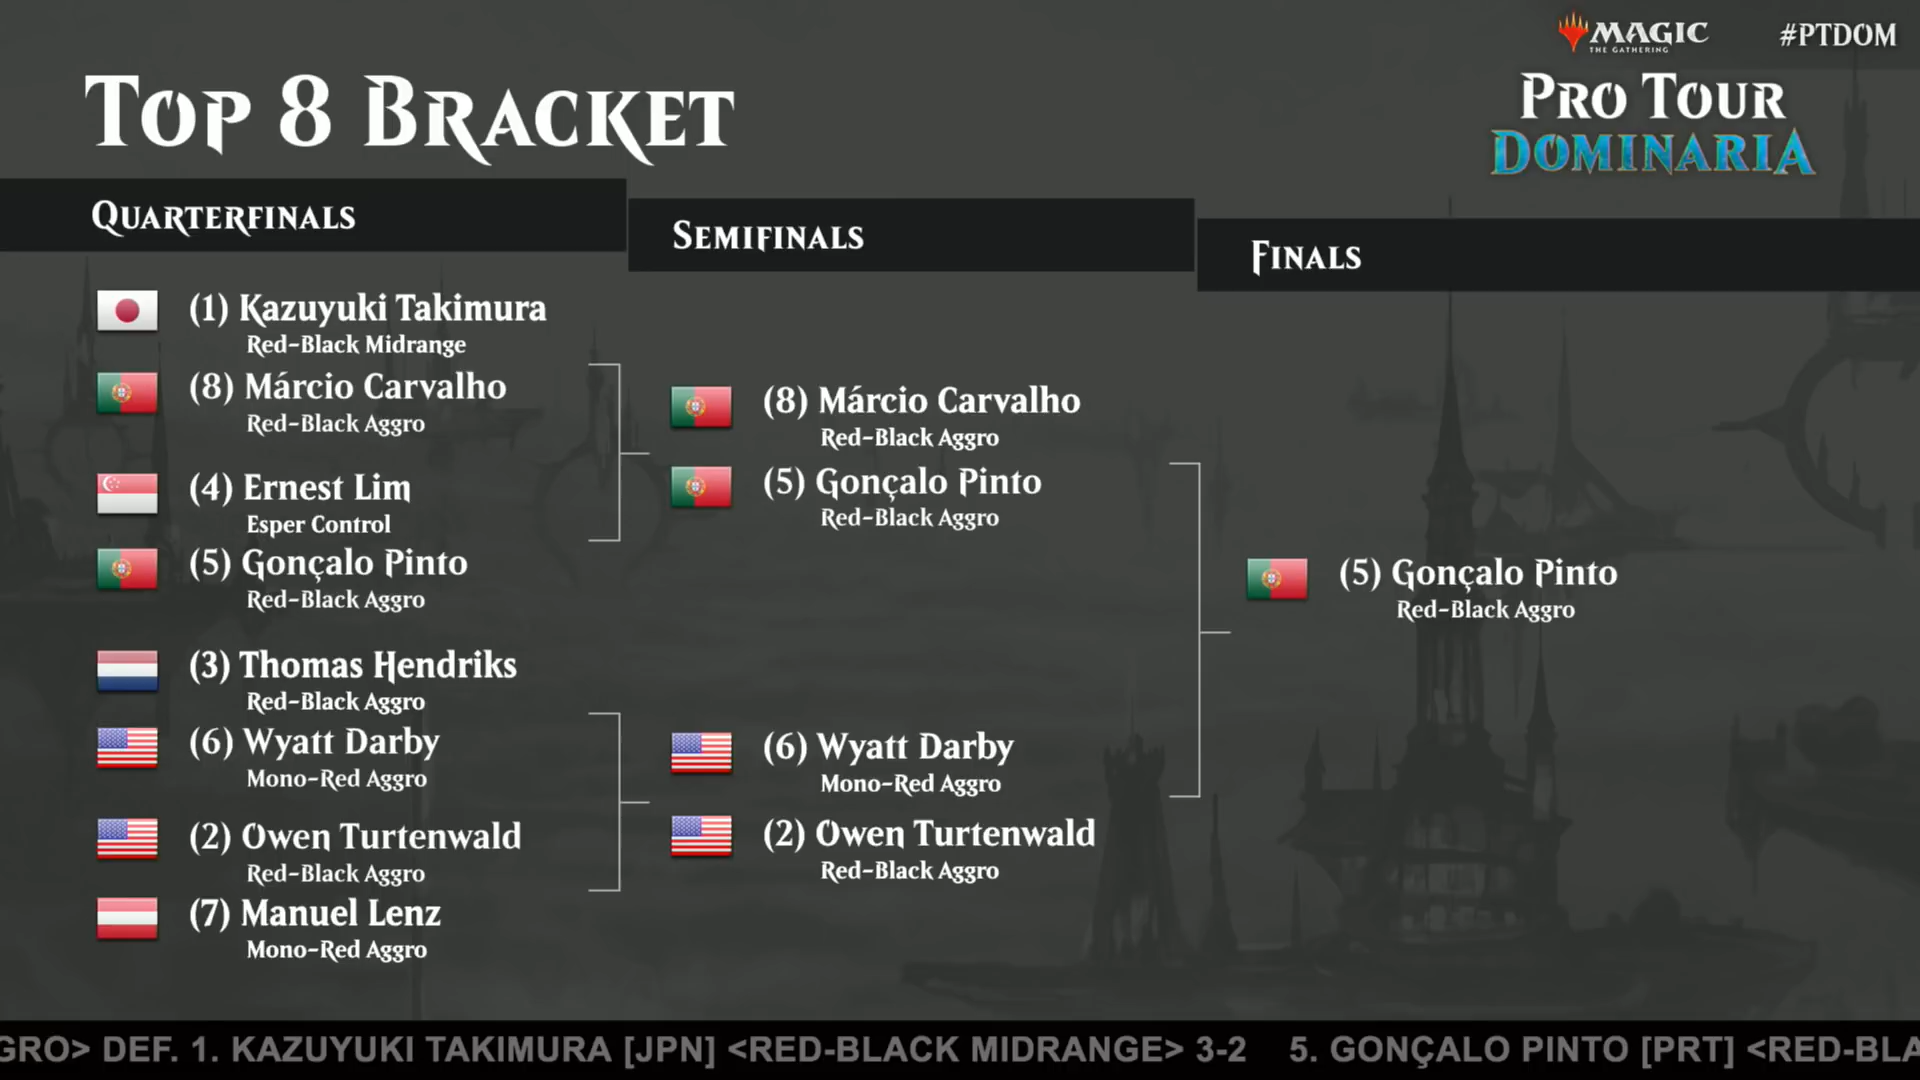 MAGIC
THE GATHERING
#PTDOM
Top 8 Bracket
Pro Tour
Dominaria
Quarterfinals
(1) Kazuyuki Takimura
Red-Black Midrange
(8) Márcio Carvalho
Red-Black Aggro
(4) Ernest Lim
Esper Control
(5) Gonçalo Pinto
Red-Black Aggro
(3) Thomas Hendriks
Red-Black Aggro
(6) Wyatt Darby
Mono-Red Aggro
(2) Owen Turtenwald
Red-Black Aggro
(7) Manuel Lenz
Mono-Red Aggro
Semifinals
(8) Márcio Carvalho
Red-Black Aggro
(5) Gonçalo Pinto
Red-Black Aggro
(6) Wyatt Darby
Mono-Red Aggro
(2) Owen Turtenwald
Red-Black Aggro
Finals
(5) Gonçalo Pinto
Red-Black Aggro
GRO> DEF. 1. KAZUYUKI TAKIMURA [JPN] <RED-BLACK MIDRANGE> 3-2 5. GONÇALO PINTO [PRT] <RED-BLA